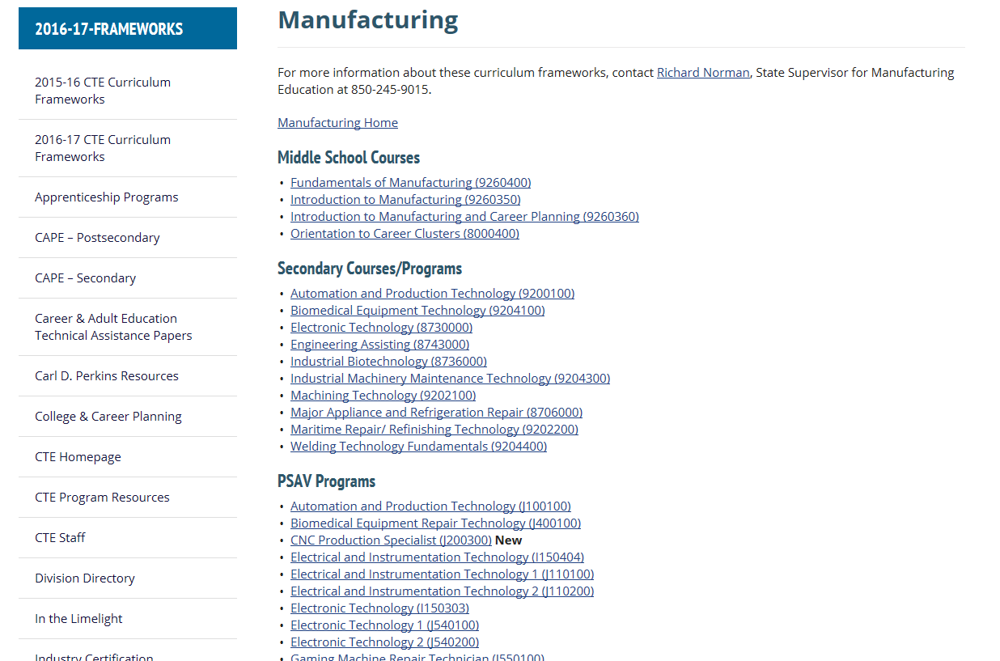 2016-17-FRAMEWORKS
2015-16 CTE Curriculum
Frameworks
2016-17 CTE Curriculum
Frameworks
Apprenticeship Programs
CAPE – Postsecondary
CAPE – Secondary
Career & Adult Education
Technical Assistance Papers
Carl D. Perkins Resources
College & Career Planning
CTE Homepage
CTE Program Resources
CTE Staff
Division Directory
In the Limelight
Industry Certification
Manufacturing
For more information about these curriculum frameworks, contact Richard Norman, State Supervisor for Manufacturing
Education at 850-245-9015.
Manufacturing Home
Middle School Courses
• Fundamentals of Manufacturing (9260400)
• Introduction to Manufacturing (9260350)
• Introduction to Manufacturing and Career Planning (9260360)
• Orientation to Career Clusters (8000400)
Secondary Courses/Programs
• Automation and Production Technology (9200100)
• Biomedical Equipment Technology (9204100)
• Electronic Technology (8730000)
• Engineering Assisting (8743000)
• Industrial Biotechnology (8736000)
• Industrial Machinery Maintenance Technology (9204300)
• Machining Technology (9202100)
• Major Appliance and Refrigeration Repair (8706000)
• Maritime Repair/ Refinishing Technology (9202200)
• Welding Technology Fundamentals (9204400)
PSAV Programs
• Automation and Production Technology (J100100)
• Biomedical Equipment Repair Technology (J400100)
• CNC Production Specialist (J200300) New
• Electrical and Instrumentation Technology (I150404)
• Electrical and Instrumentation Technology 1 (J110100)
• Electrical and Instrumentation Technology 2 (J110200)
• Electronic Technology (I150303)
• Electronic Technology 1 (J540100)
• Electronic Technology 2 (J540200)
• Gaming Machine Repair Technician (J550100)